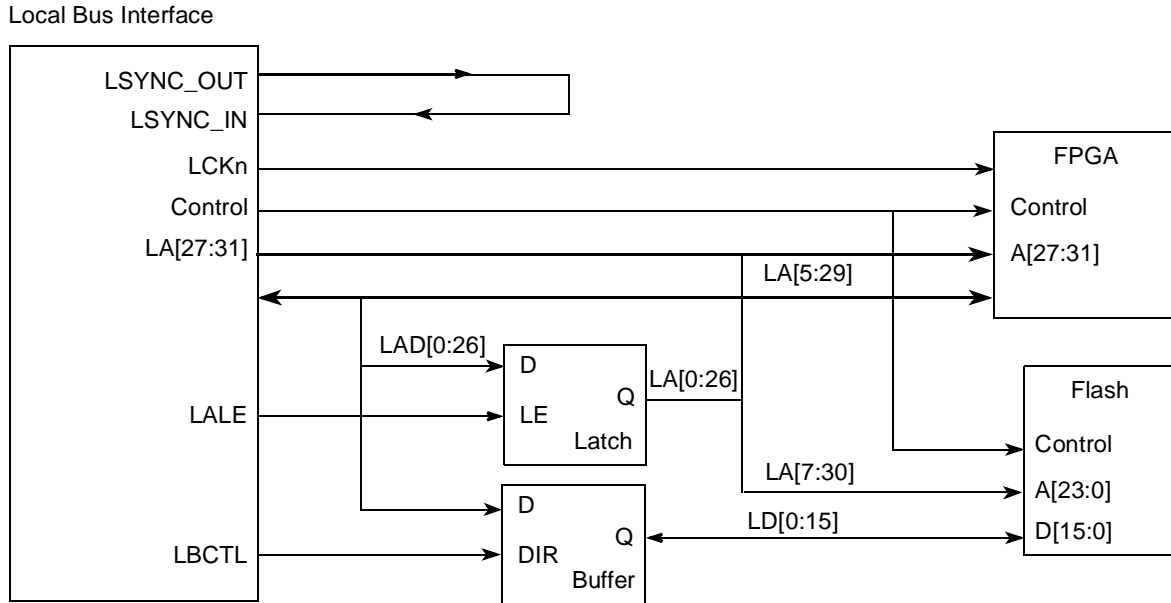 Local Bus Interface
LSYNC_OUT
LSYNC_IN
LCKn
FPGA
Control
Control
LA[27:31]
A[27:31]
LA[5:29]
LAD[0:26]
D
LA[0:26]
Q
Flash
LALE
LE
Latch
Control
LA[7:30]
A[23:0]
D
LD[0:15]
Q
D[15:0]
LBCTL
DIR
Buffer